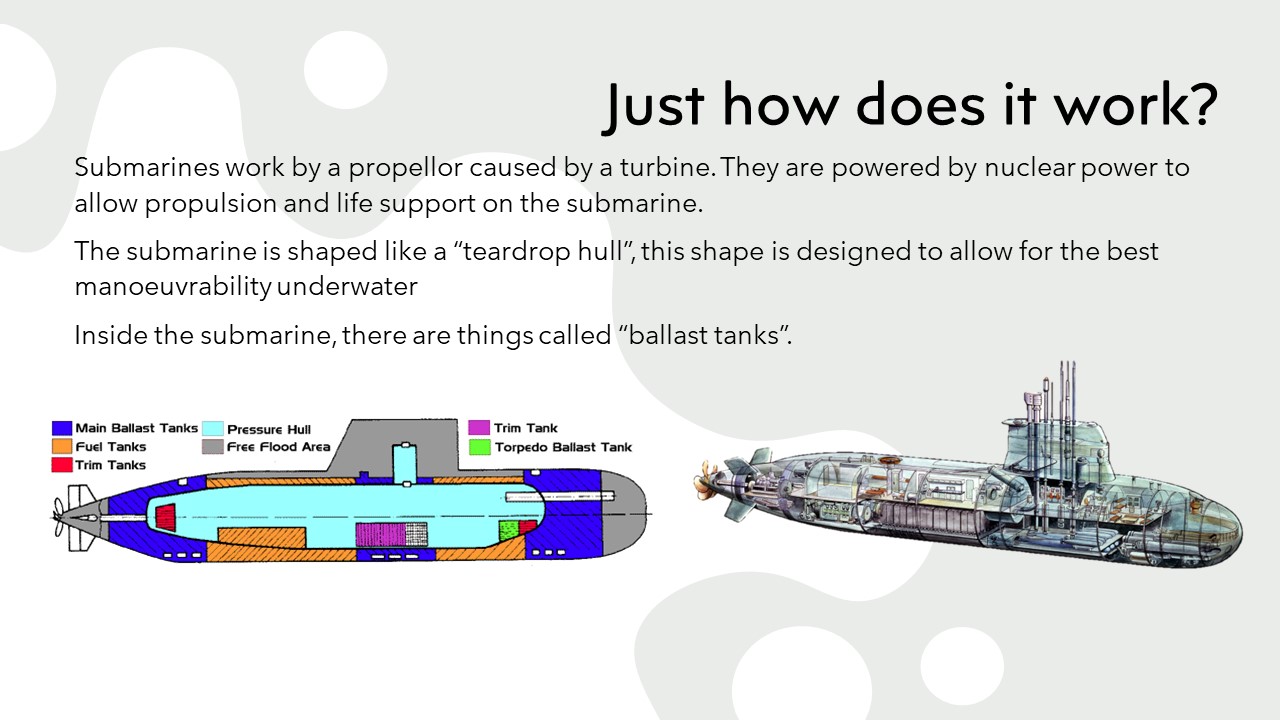 Just how does it work?
Submarines work by a propellor caused by a turbine. They are powered by nuclear power to
allow propulsion and life support on the submarine.
The submarine is shaped like a “teardrop hull”, this shape is designed to allow for the best
manoeuvrability underwater
Inside the submarine, there are things called “ballast tanks”.
Main Ballast Tanks
Fuel Tanks
Trim Tanks
Pressure Hull
Free Flood Area
Trim Tank
Torpedo Ballast Tank